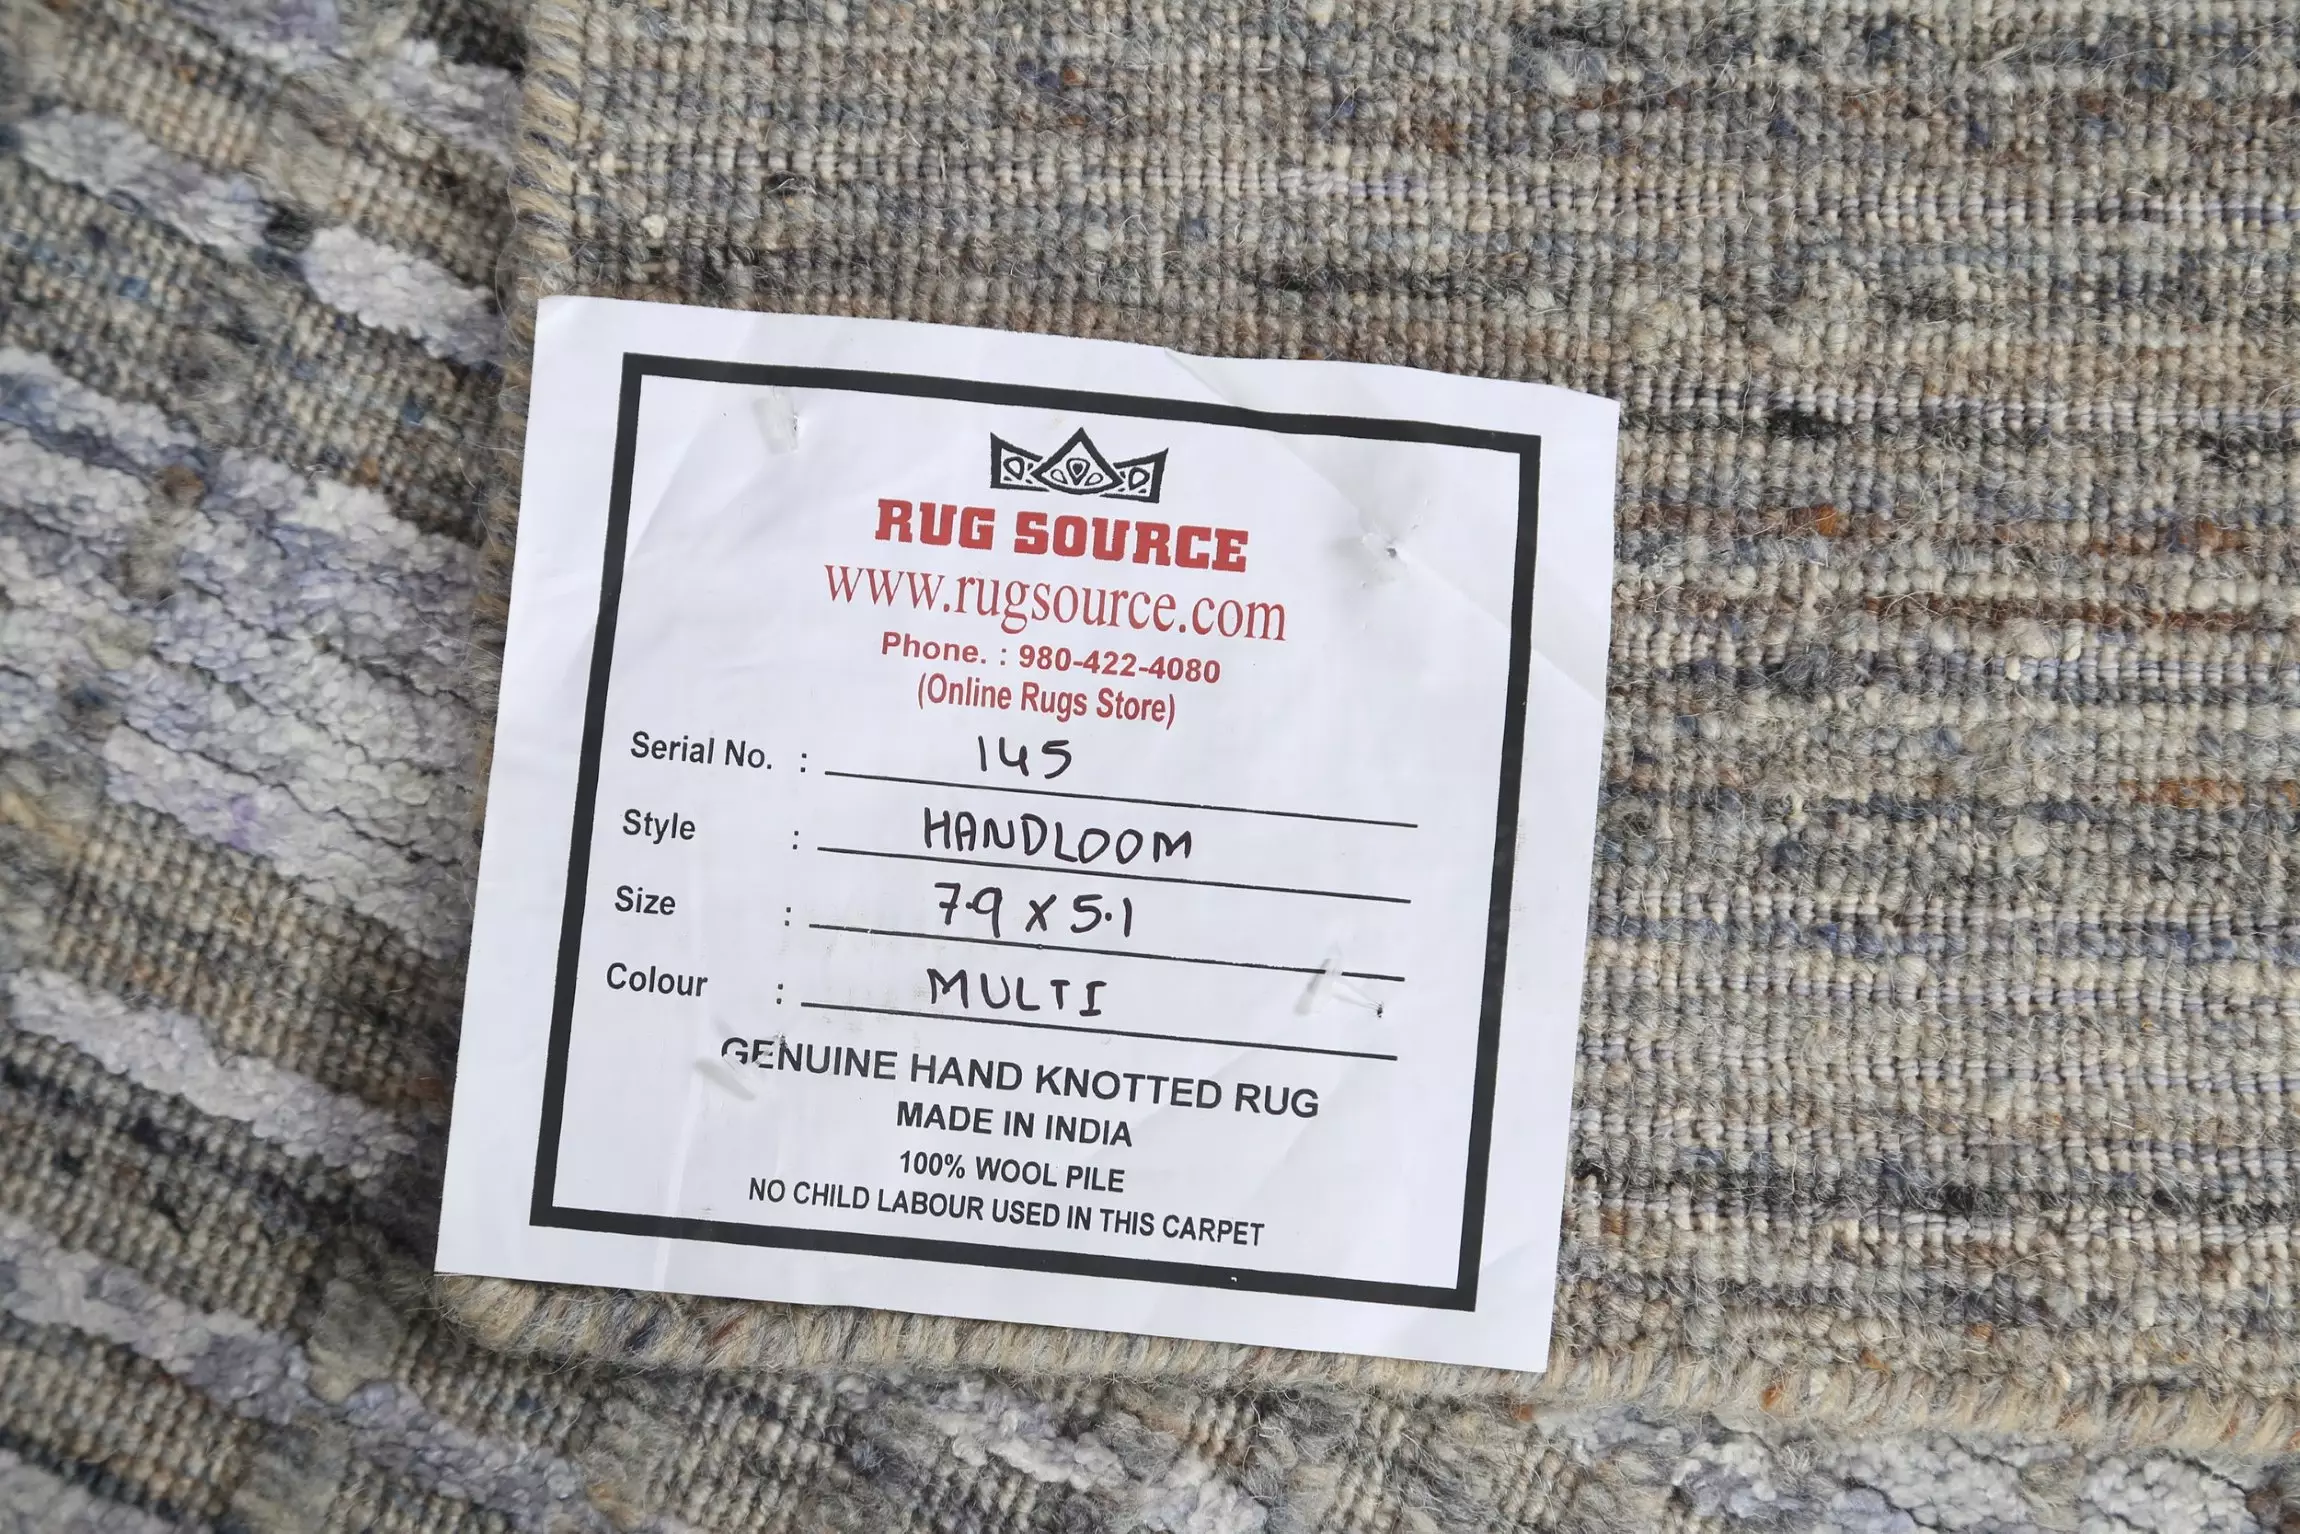 RUG SOURCE
www.rugsource.com
Phone. : 980-422-4080
(Online Rugs Store)
Serial No. : 145
Style : HANDLOOM
Size : 7.9 X 5.1
Colour : MULTI
GENUINE HAND KNOTTED RUG
MADE IN INDIA
100% WOOL PILE
NO CHILD LABOUR USED IN THIS CARPET